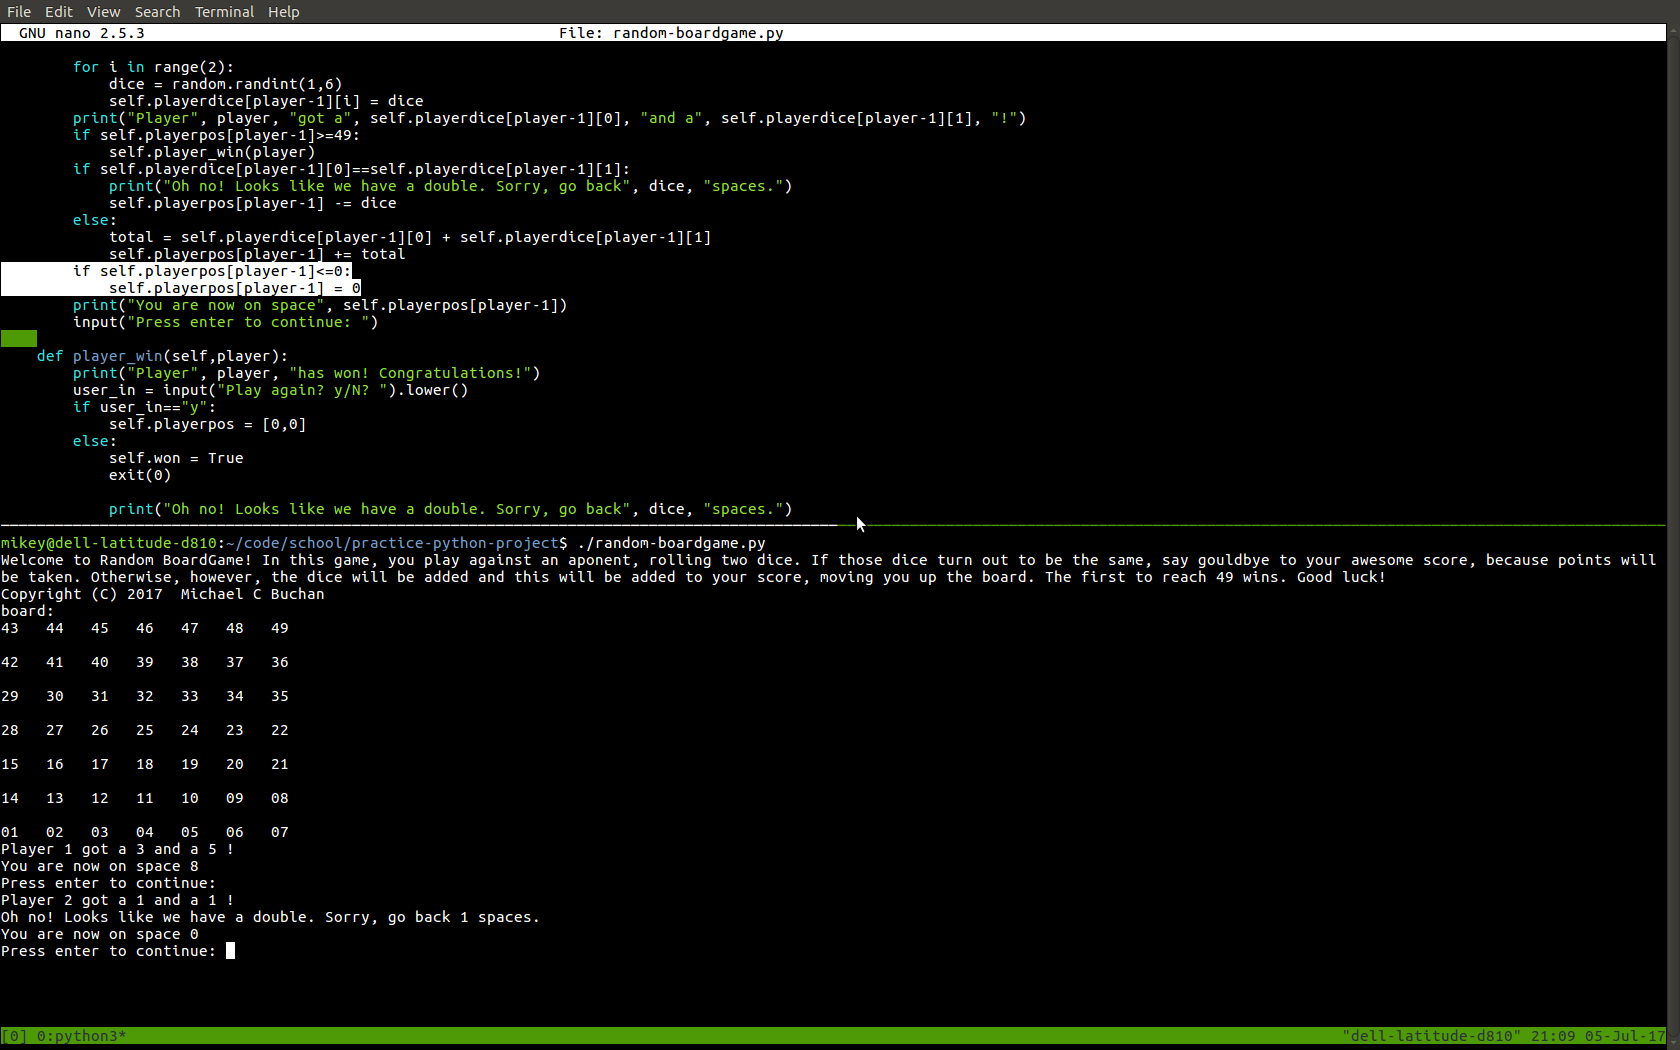 File Edit View Search Terminal Help
GNU nano 2.5.3 File: random-boardgame.py
for i in range(2):
dice = random.randint(1,6)
self.playerdice[player-1][i] = dice
print("Player", player, "got a", self.playerdice[player-1][0], "and a", self.playerdice[player-1][1], "!")
if self.playerpos[player-1]>=49:
self.player_win(player)
if self.playerdice[player-1][0]==self.playerdice[player-1][1]:
print("Oh no! Looks like we have a double. Sorry, go back", dice, "spaces.")
self.playerpos[player-1] -= dice
else:
total = self.playerdice[player-1][0] + self.playerdice[player-1][1]
self.playerpos[player-1] += total
if self.playerpos[player-1]<=0:
self.playerpos[player-1] = 0
print("You are now on space", self.playerpos[player-1])
input("Press enter to continue: ")
def player_win(self,player):
print("Player", player, "has won! Congratulations!")
user_in = input("Play again? y/N? ").lower()
if user_in=="y":
self.playerpos = [0,0]
else:
self.won = True
exit(0)
print("Oh no! Looks like we have a double. Sorry, go back", dice, "spaces.")
mikey@dell-latitude-d810:~/code/school/practice-python-project$ ./random-boardgame.py
Welcome to Random BoardGame! In this game, you play against an aponent, rolling two dice. If those dice turn out to be the same, say gouldbye to your awesome score, because points will
be taken. Otherwise, however, the dice will be added and this will be added to your score, moving you up the board. The first to reach 49 wins. Good luck!
Copyright (C) 2017  Michael C Buchan
board:
43 44 45 46 47 48 49
42 41 40 39 38 37 36
29 30 31 32 33 34 35
28 27 26 25 24 23 22
15 16 17 18 19 20 21
14 13 12 11 10 09 08
01 02 03 04 05 06 07
Player 1 got a 3 and a 5 !
You are now on space 8
Press enter to continue:
Player 2 got a 1 and a 1 !
Oh no! Looks like we have a double. Sorry, go back 1 spaces.
You are now on space 0
Press enter to continue:
[0] 0:python3* "dell-latitude-d810" 21:09 05-Jul-17